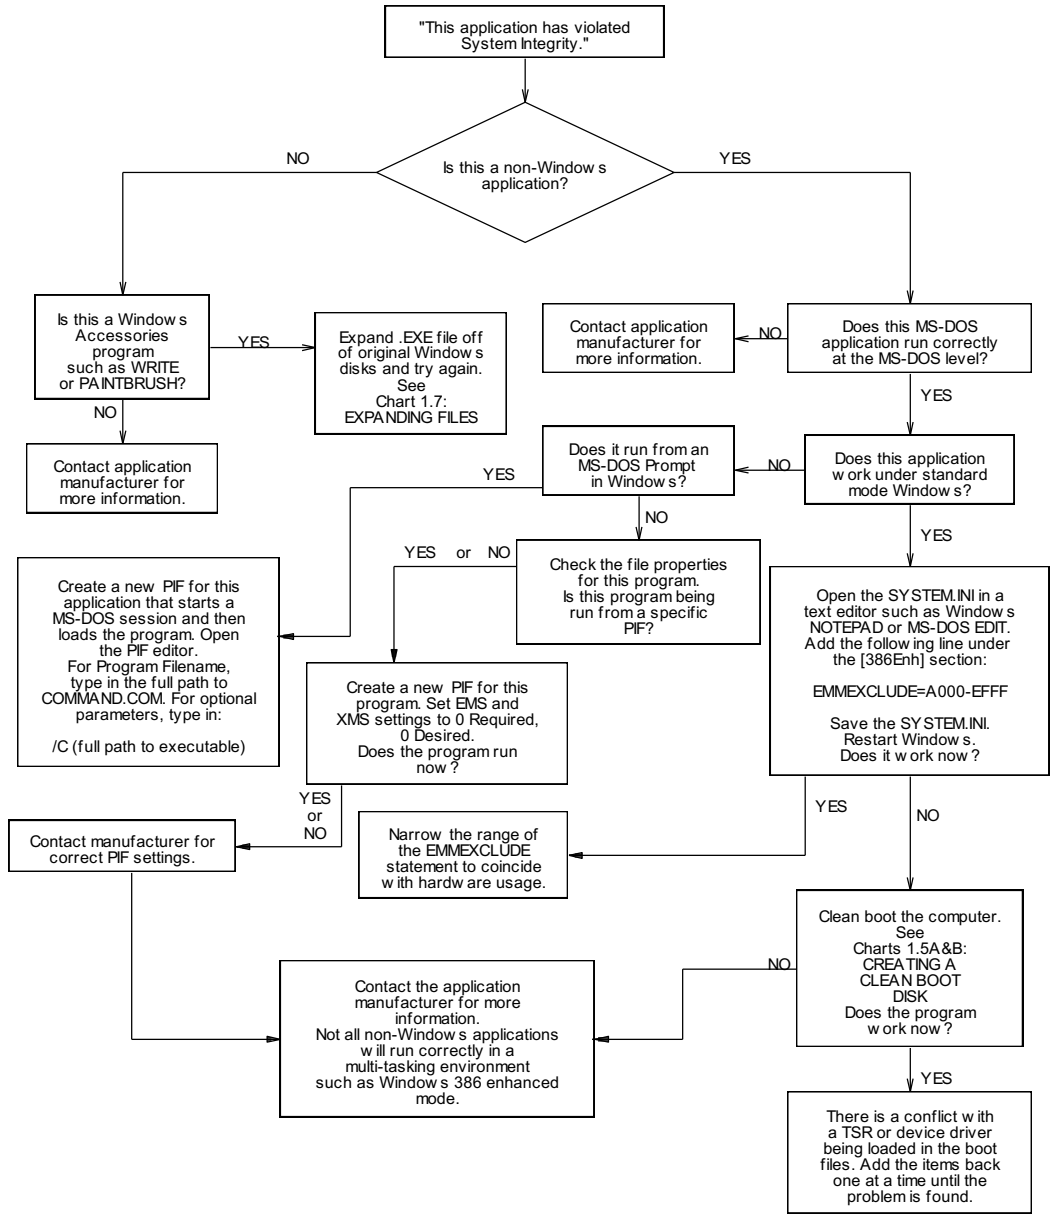 "This application has violated
System Integrity."
Is this a non-Windows
application?
NO
YES
Is this a Windows
Accessories
program
such as WRITE
or PAINTBRUSH?
YES
Expand .EXE file off
of original Windows
disks and try again.
See
Chart 1.7:
EXPANDING FILES
Contact application
manufacturer for
more information.
NO
Does this MS-DOS
application run correctly
at the MS-DOS level?
YES
NO
Contact application
manufacturer for
more information.
Does it run from an
MS-DOS Prompt
in Windows?
NO
Does this application
work under standard
mode Windows?
YES
NO
YES
YES or NO
Check the file properties
for this program.
Is this program being
run from a specific
PIF?
Create a new PIF for this
application that starts a
MS-DOS session and then
loads the program. Open
the PIF editor.
For Program Filename,
type in the full path to
COMMAND.COM. For optional
parameters, type in:
/C (full path to executable)
Open the SYSTEM.INI in a
text editor such as Windows
NOTEPAD or MS-DOS EDIT.
Add the following line under
the [386Enh] section:
EMMEXCLUDE=A000-EFFF
Save the SYSTEM.INI.
Restart Windows.
Does it work now?
Create a new PIF for this
program. Set EMS and
XMS settings to 0 Required,
0 Desired.
Does the program run
now?
YES
or
NO
YES
NO
Contact manufacturer for
correct PIF settings.
Narrow the range of
the EMMEXCLUDE
statement to coincide
with hardware usage.
Clean boot the computer.
See
Charts 1.5A&B:
CREATING A
CLEAN BOOT
DISK
Does the program
work now?
NO
Contact the application
manufacturer for more
information.
Not all non-Windows applications
will run correctly in a
multi-tasking environment
such as Windows 386 enhanced
mode.
YES
There is a conflict with
a TSR or device driver
being loaded in the boot
files. Add the items back
one at a time until the
problem is found.